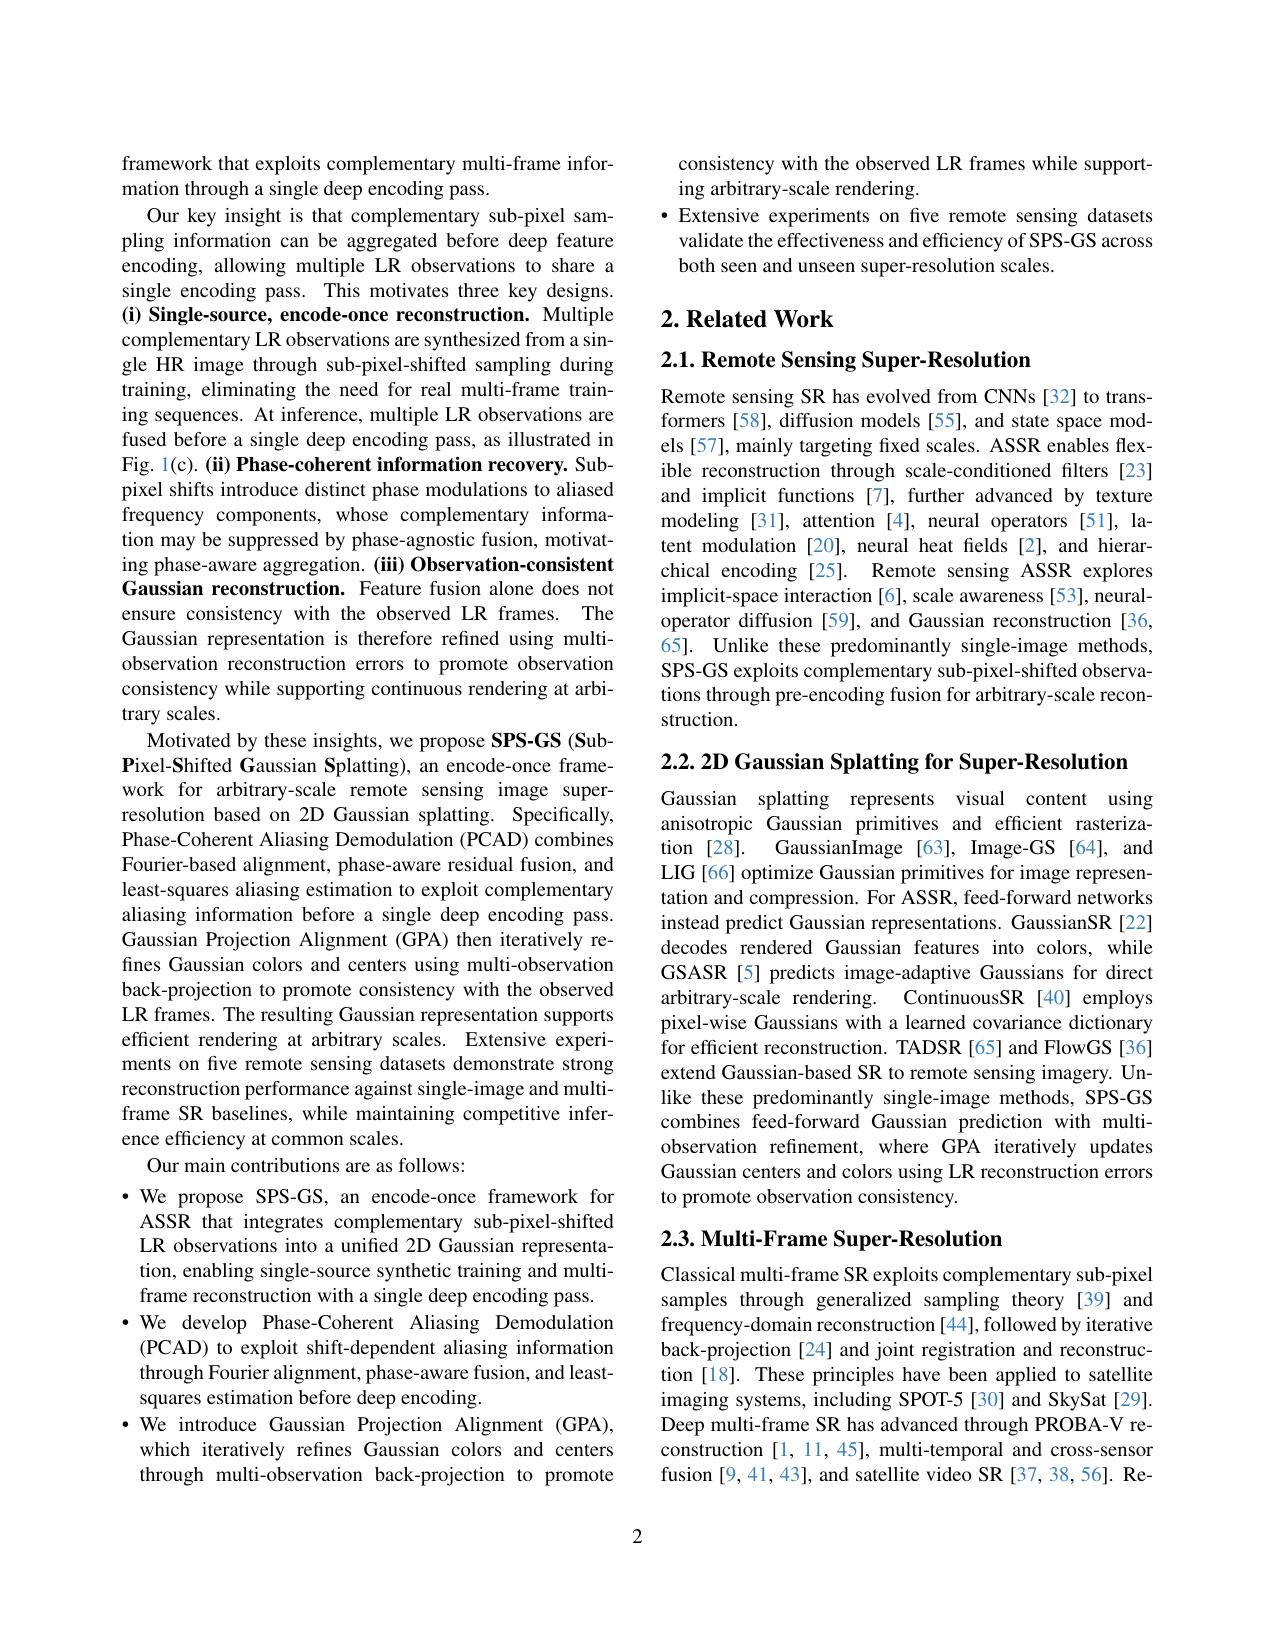 framework that exploits complementary multi-frame infor-
mation through a single deep encoding pass.
Our key insight is that complementary sub-pixel sam-
pling information can be aggregated before deep feature
encoding, allowing multiple LR observations to share a
single encoding pass. This motivates three key designs.
(i) Single-source, encode-once reconstruction. Multiple
complementary LR observations are synthesized from a sin-
gle HR image through sub-pixel-shifted sampling during
training, eliminating the need for real multi-frame train-
ing sequences. At inference, multiple LR observations are
fused before a single deep encoding pass, as illustrated in
Fig. 1(c). (ii) Phase-coherent information recovery. Sub-
pixel shifts introduce distinct phase modulations to aliased
frequency components, whose complementary informa-
tion may be suppressed by phase-agnostic fusion, motivat-
ing phase-aware aggregation. (iii) Observation-consistent
Gaussian reconstruction. Feature fusion alone does not
ensure consistency with the observed LR frames. The
Gaussian representation is therefore refined using multi-
observation reconstruction errors to promote observation
consistency while supporting continuous rendering at arbi-
trary scales.
Motivated by these insights, we propose SPS-GS (Sub-
Pixel-Shifted Gaussian Splatting), an encode-once frame-
work for arbitrary-scale remote sensing image super-
resolution based on 2D Gaussian splatting. Specifically,
Phase-Coherent Aliasing Demodulation (PCAD) combines
Fourier-based alignment, phase-aware residual fusion, and
least-squares aliasing estimation to exploit complementary
aliasing information before a single deep encoding pass.
Gaussian Projection Alignment (GPA) then iteratively re-
fines Gaussian colors and centers using multi-observation
back-projection to promote consistency with the observed
LR frames. The resulting Gaussian representation supports
efficient rendering at arbitrary scales. Extensive experi-
ments on five remote sensing datasets demonstrate strong
reconstruction performance against single-image and multi-
frame SR baselines, while maintaining competitive infer-
ence efficiency at common scales.
Our main contributions are as follows:
• We propose SPS-GS, an encode-once framework for
ASSR that integrates complementary sub-pixel-shifted
LR observations into a unified 2D Gaussian representa-
tion, enabling single-source synthetic training and multi-
frame reconstruction with a single deep encoding pass.
• We develop Phase-Coherent Aliasing Demodulation
(PCAD) to exploit shift-dependent aliasing information
through Fourier alignment, phase-aware fusion, and least-
squares estimation before deep encoding.
• We introduce Gaussian Projection Alignment (GPA),
which iteratively refines Gaussian colors and centers
through multi-observation back-projection to promote
consistency with the observed LR frames while support-
ing arbitrary-scale rendering.
• Extensive experiments on five remote sensing datasets
validate the effectiveness and efficiency of SPS-GS across
both seen and unseen super-resolution scales.
2. Related Work
2.1. Remote Sensing Super-Resolution
Remote sensing SR has evolved from CNNs [32] to trans-
formers [58], diffusion models [55], and state space mod-
els [57], mainly targeting fixed scales. ASSR enables flex-
ible reconstruction through scale-conditioned filters [23]
and implicit functions [7], further advanced by texture
modeling [31], attention [4], neural operators [51], la-
tent modulation [20], neural heat fields [2], and hierar-
chical encoding [25]. Remote sensing ASSR explores
implicit-space interaction [6], scale awareness [53], neural-
operator diffusion [59], and Gaussian reconstruction [36,
65]. Unlike these predominantly single-image methods,
SPS-GS exploits complementary sub-pixel-shifted observa-
tions through pre-encoding fusion for arbitrary-scale recon-
struction.
2.2. 2D Gaussian Splatting for Super-Resolution
Gaussian splatting represents visual content using
anisotropic Gaussian primitives and efficient rasteriza-
tion [28]. GaussianImage [63], Image-GS [64], and
LIG [66] optimize Gaussian primitives for image represen-
tation and compression. For ASSR, feed-forward networks
instead predict Gaussian representations. GaussianSR [22]
decodes rendered Gaussian features into colors, while
GSASR [5] predicts image-adaptive Gaussians for direct
arbitrary-scale rendering. ContinuousSR [40] employs
pixel-wise Gaussians with a learned covariance dictionary
for efficient reconstruction. TADSR [65] and FlowGS [36]
extend Gaussian-based SR to remote sensing imagery. Un-
like these predominantly single-image methods, SPS-GS
combines feed-forward Gaussian prediction with multi-
observation refinement, where GPA iteratively updates
Gaussian centers and colors using LR reconstruction errors
to promote observation consistency.
2.3. Multi-Frame Super-Resolution
Classical multi-frame SR exploits complementary sub-pixel
samples through generalized sampling theory [39] and
frequency-domain reconstruction [44], followed by iterative
back-projection [24] and joint registration and reconstruc-
tion [18]. These principles have been applied to satellite
imaging systems, including SPOT-5 [30] and SkySat [29].
Deep multi-frame SR has advanced through PROBA-V re-
construction [1, 11, 45], multi-temporal and cross-sensor
fusion [9, 41, 43], and satellite video SR [37, 38, 56]. Re-
2